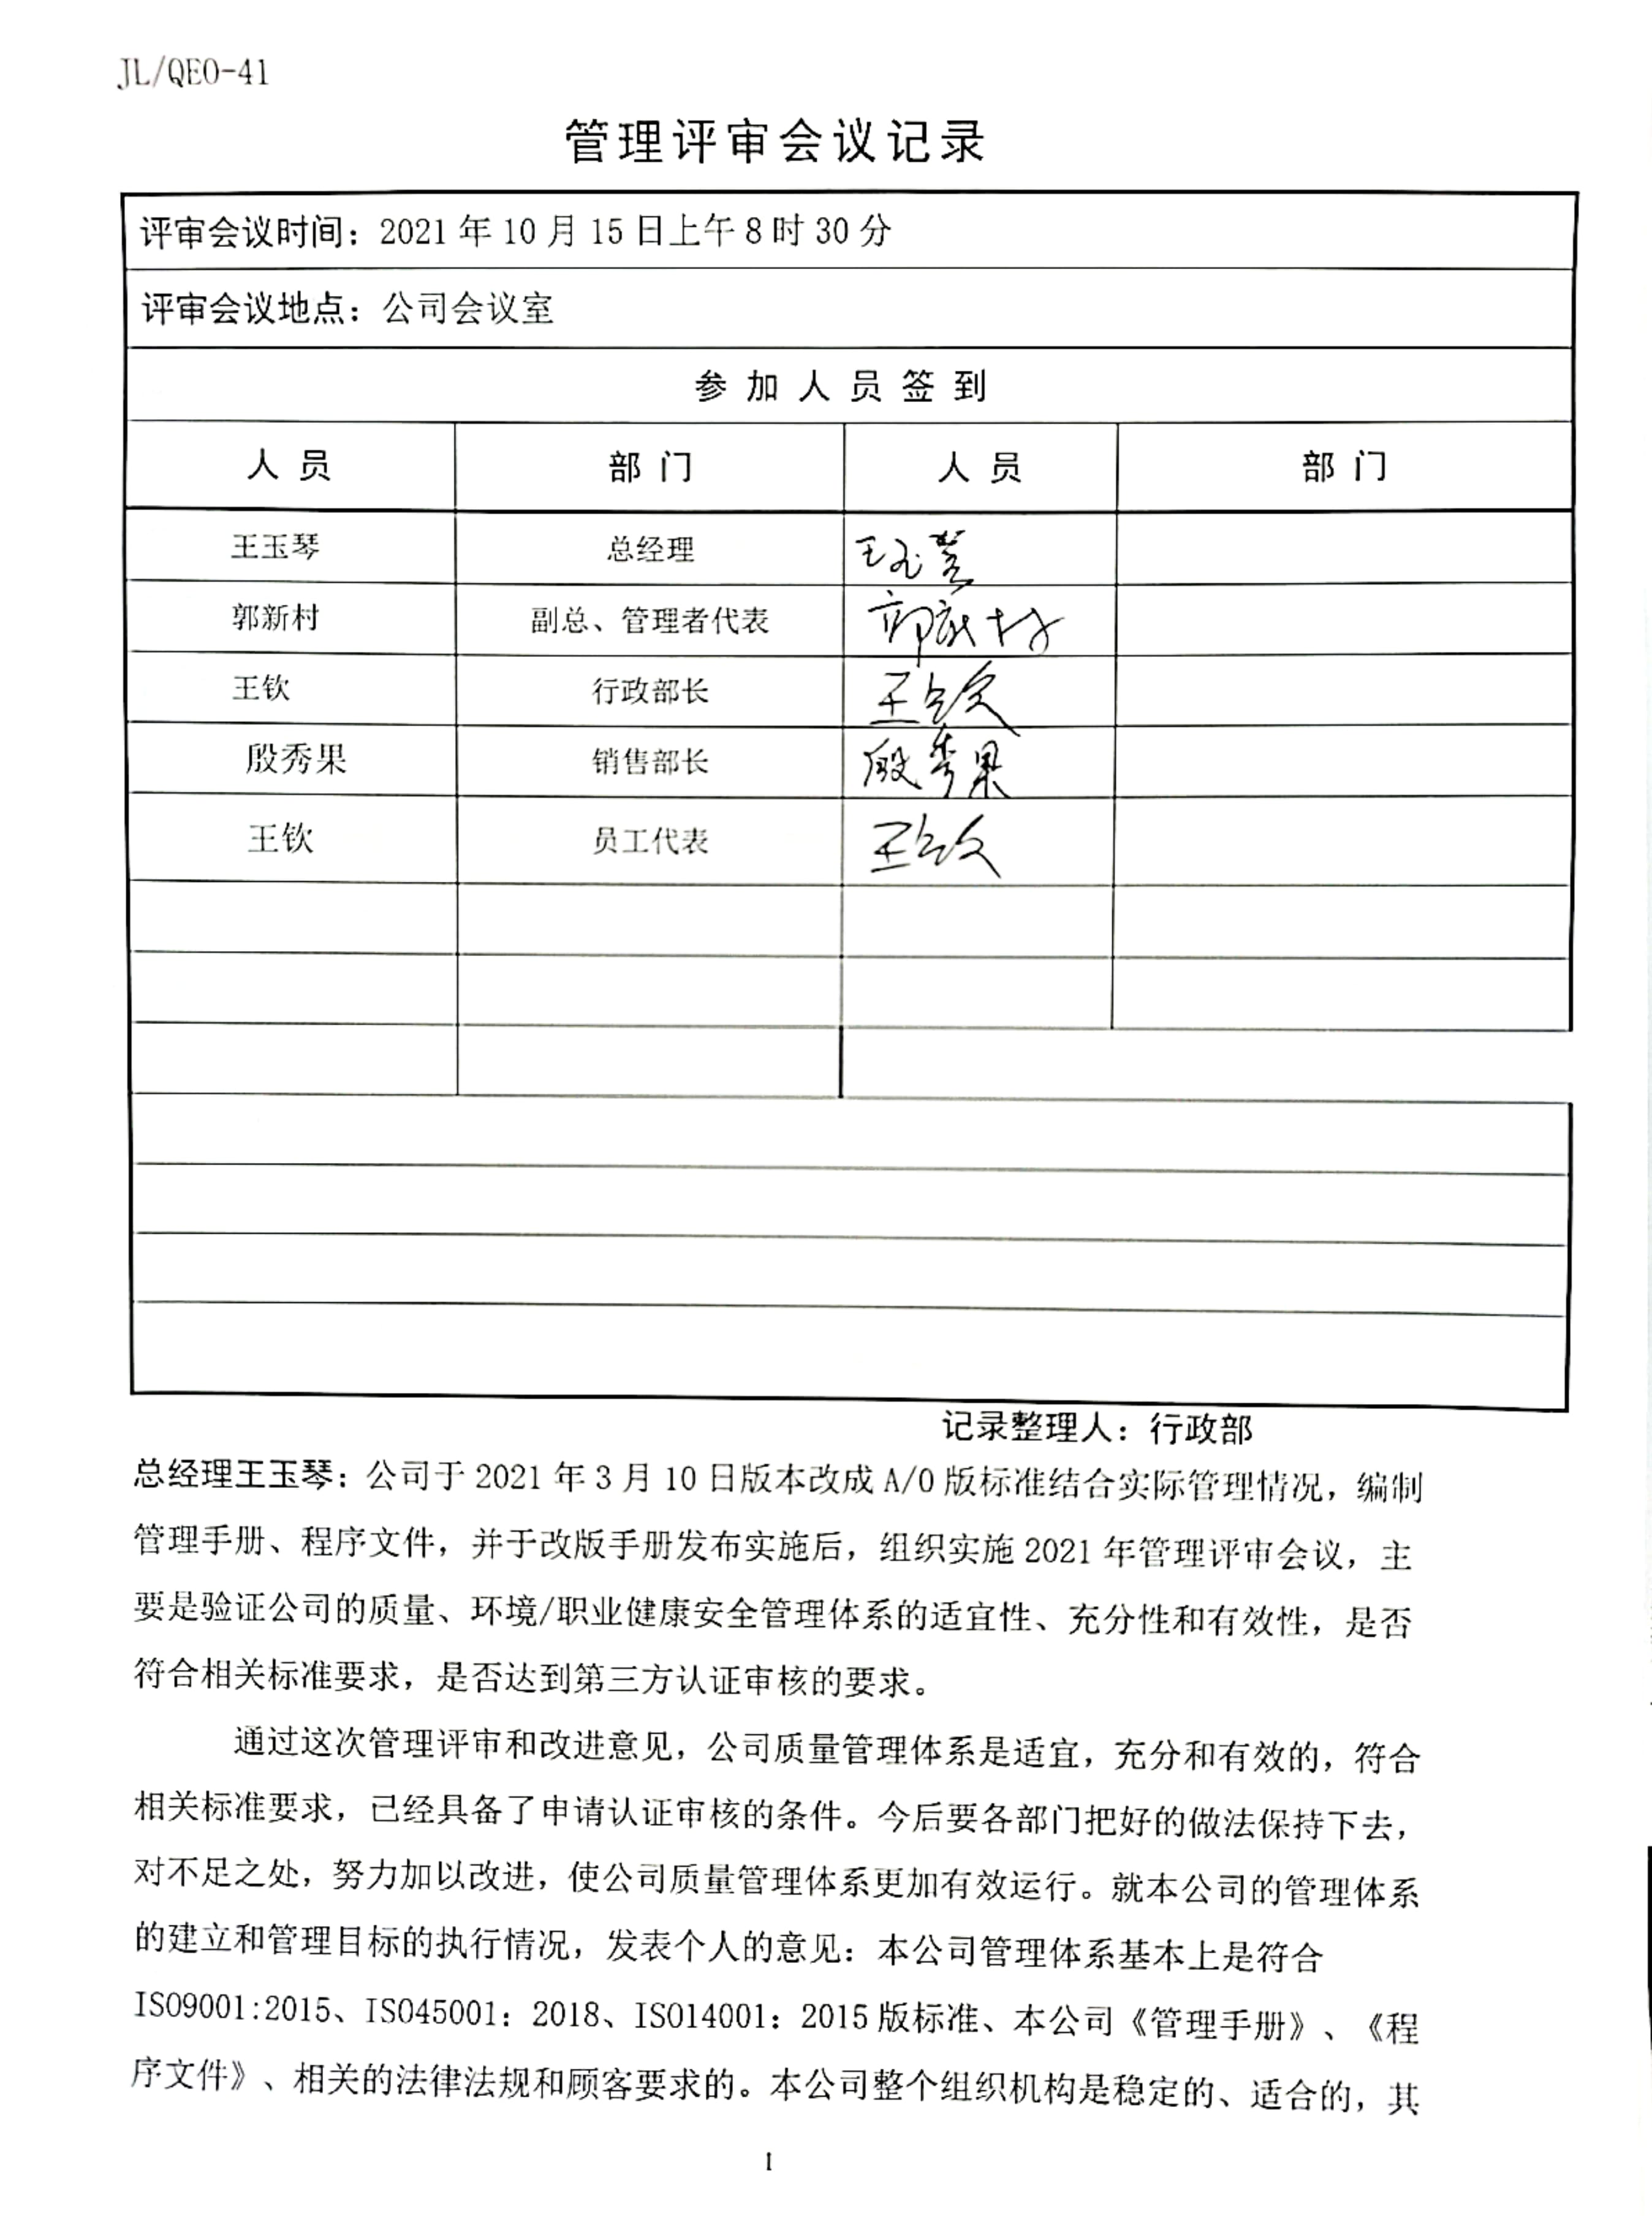 JL/QEO-41
管理评审会议记录
评审会议时间：2021年10月15日上午8时30分
评审会议地点：公司会议室
参加人员签到
人员 部门 人员 部门
王玉琴 总经理 王玉琴
郭新村 副总、管理者代表 郭新村
王钦 行政部长 王钦
殷秀果 销售部长 殷秀果
王钦 员工代表 王钦
记录整理人：行政部
总经理王玉琴：公司于2021年3月10日版本改成A/0版标准结合实际管理情况，编制
管理手册、程序文件，并于改版手册发布实施后，组织实施2021年管理评审会议，主
要是验证公司的质量、环境/职业健康安全管理体系的适宜性、充分性和有效性，是否
符合相关标准要求，是否达到第三方认证审核的要求。
通过这次管理评审和改进意见，公司质量管理体系是适宜，充分和有效的，符合
相关标准要求，已经具备了申请认证审核的条件。今后要各部门把好的做法保持下去，
对不足之处，努力加以改进，使公司质量管理体系更加有效运行。就本公司的管理体系
的建立和管理目标的执行情况，发表个人的意见：本公司管理体系基本上是符合
ISO9001:2015、ISO45001：2018、ISO14001：2015版标准、本公司《管理手册》、《程
序文件》、相关的法律法规和顾客要求的。本公司整个组织机构是稳定的、适合的，其
1